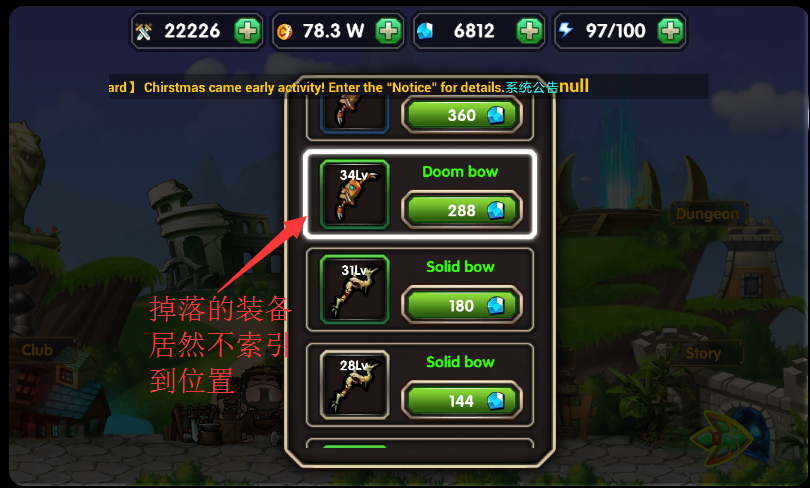 22226
78.3 W
6812
97/100
ard】 Chirstmas came early activity! Enter the "Notice" for details.系统公告null
360
34Lv
Doom bow
288
Dungeon
31Lv
Solid bow
180
掉落的装备
居然不索引
到位置
Club
Story
28Lv
Solid bow
144